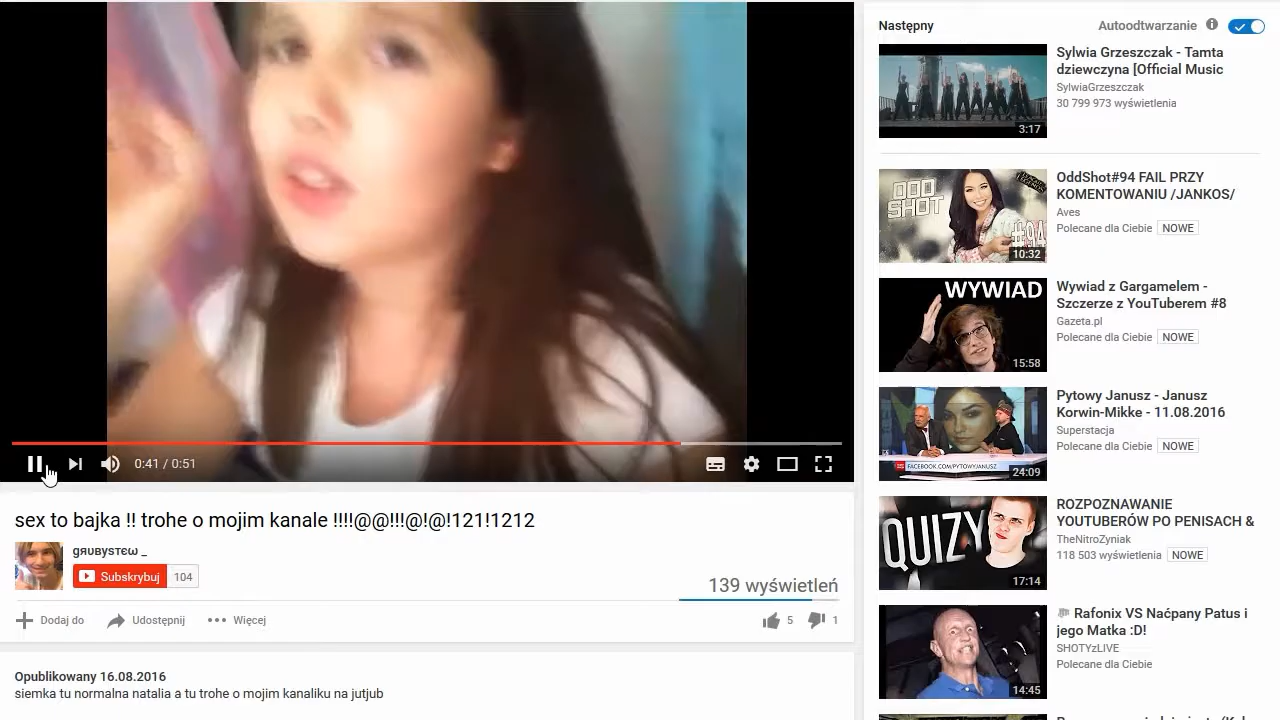 Następny
Autoodtwarzanie
Sylwia Grzeszczak - Tamta
dziewczyna [Official Music
SylwiaGrzeszczak
30 799 973 wyświetlenia
3:17
OddShot#94 FAIL PRZY
KOMENTOWANIU /JANKOS/
Aves
Polecane dla Ciebie NOWE
ODD
SHOT
#94
10:32
Wywiad z Gargamelem -
Szczerze z YouTuberem #8
Gazeta.pl
Polecane dla Ciebie NOWE
WYWIAD
15:58
Pytowy Janusz - Janusz
Korwin-Mikke - 11.08.2016
Superstacja
Polecane dla Ciebie NOWE
FACEBOOK.COM/PYTOWYJANUSZ
24:09
ROZPOZNAWANIE
YOUTUBERÓW PO PENISACH &
TheNitroZyniak
118 503 wyświetlenia NOWE
QUIZY
17:14
Rafonix VS Naćpany Patus i
jego Matka :D!
SHOTYzLIVE
Polecane dla Ciebie
14:45
0:41 / 0:51
sex to bajka !! trohe o mojim kanale !!!!@@!!!@!@!121!1212
gЯυBYSTЄω _
Subskrybuj 104
139 wyświetleń
Dodaj do Udostępnij Więcej
5 1
Opublikowany 16.08.2016
siemka tu normalna natalia a tu trohe o mojim kanaliku na jutjub